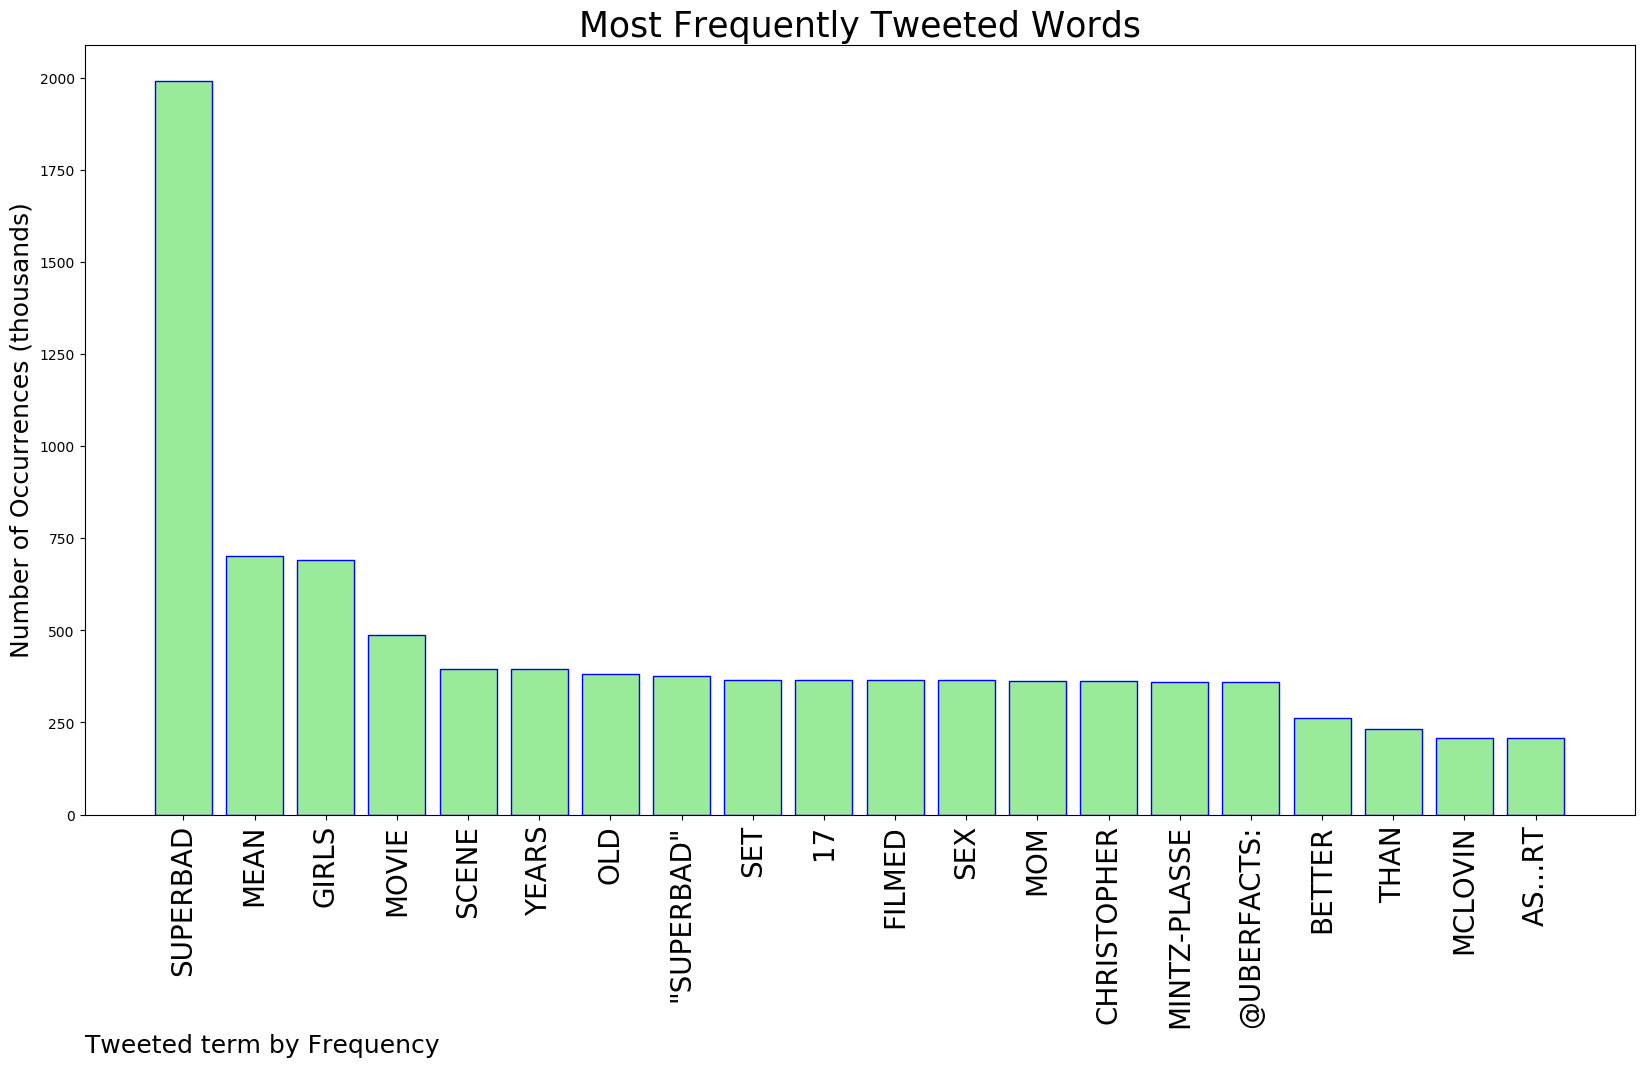 Most Frequently Tweeted Words
Number of Occurrences (thousands)
2000
1750
1500
1250
1000
750
500
250
0
SUPERBAD
MEAN
GIRLS
MOVIE
SCENE
YEARS
OLD
"SUPERBAD"
SET
17
FILMED
SEX
MOM
CHRISTOPHER
MINTZ-PLASSE
@UBERFACTS:
BETTER
THAN
MCLOVIN
AS...RT
Tweeted term by Frequency